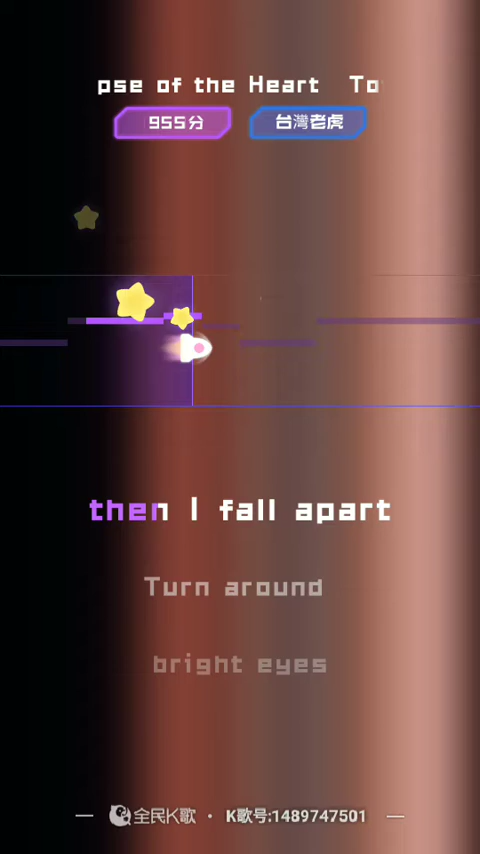 pse of the Heart To
955分
台灣老虎
then I fall apart
Turn around
bright eyes
全民K歌 · K歌号:1489747501